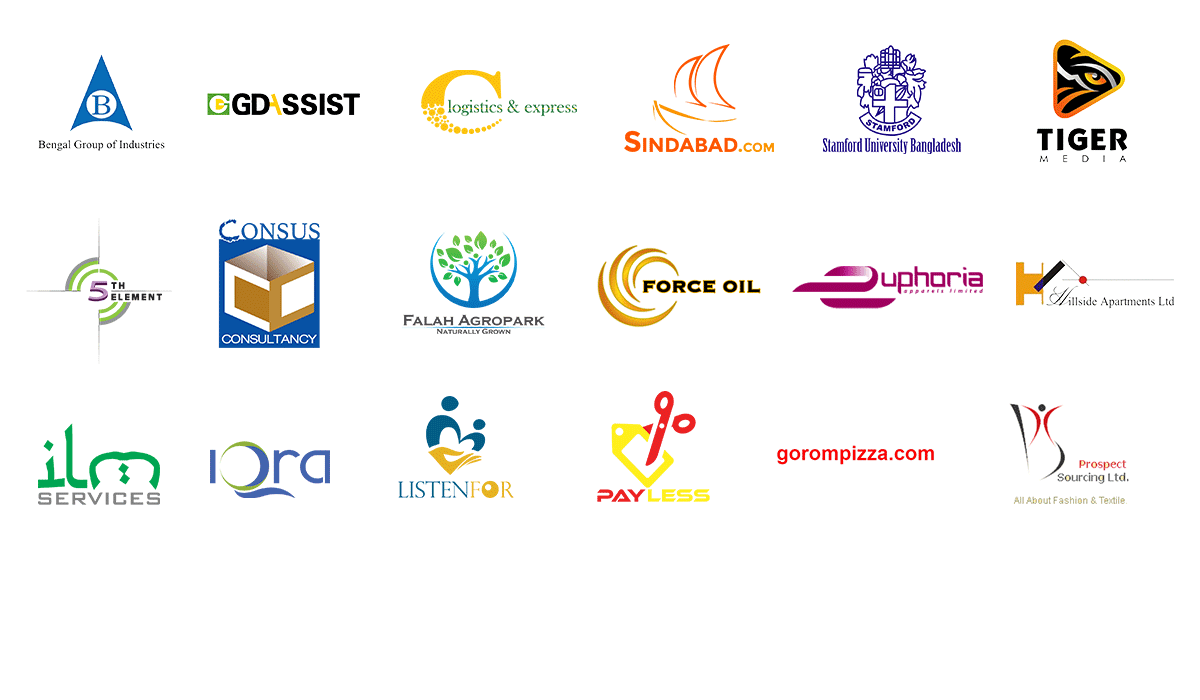 B
Bengal Group of Industries
G GDASSIST
C
logistics & express
SINDABAD.COM
STAMFORD
Stamford University Bangladesh
TIGER
MEDIA
5TH
ELEMENT
CONSUS
CC
CONSULTANCY
FALAH AGROPARK
NATURALLY GROWN
FORCE OIL
Euphoria
apparels limited
H
Hillside Apartments Ltd
ilm
SERVICES
IQra
LISTENFOR
PAYLESS
gorompizza.com
Prospect
Sourcing Ltd.
All About Fashion & Textile